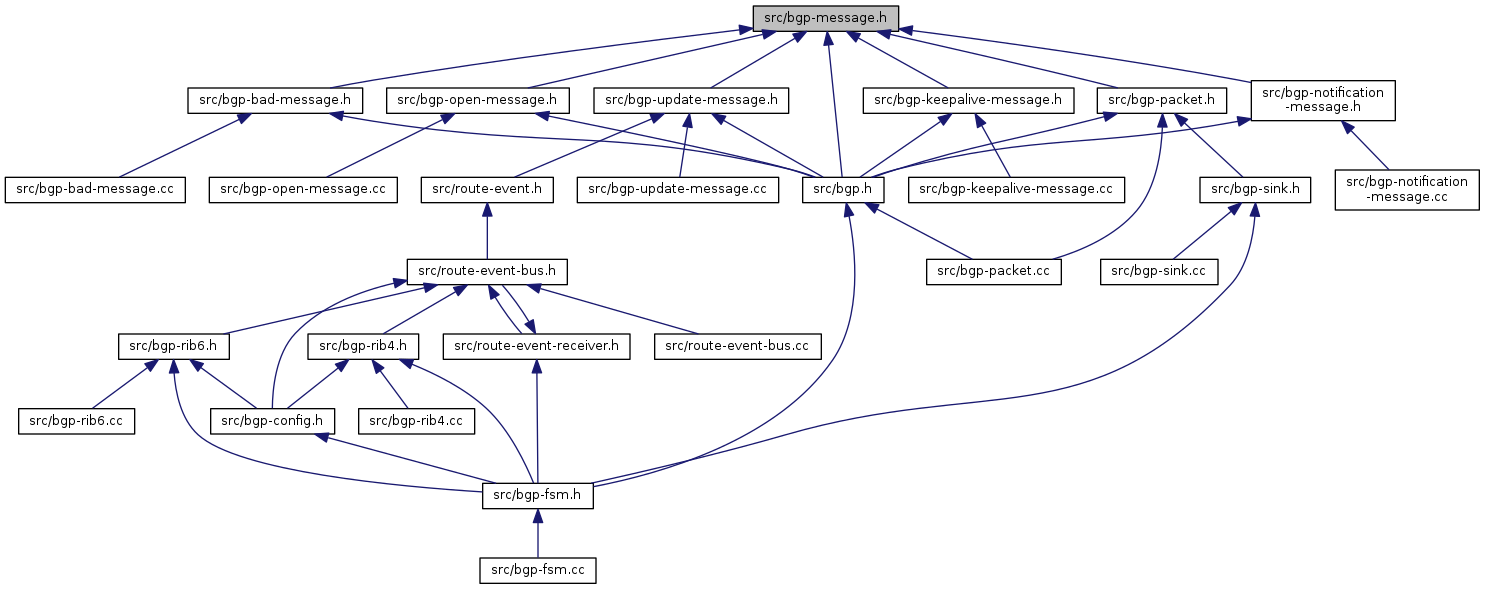 src/bgp-message.h
src/bgp-bad-message.h
src/bgp-open-message.h
src/bgp-update-message.h
src/bgp-keepalive-message.h
src/bgp-packet.h
src/bgp-notification
-message.h
src/bgp-bad-message.cc
src/bgp-open-message.cc
src/route-event.h
src/bgp-update-message.cc
src/bgp.h
src/bgp-keepalive-message.cc
src/bgp-sink.h
src/bgp-notification
-message.cc
src/route-event-bus.h
src/bgp-packet.cc
src/bgp-sink.cc
src/bgp-rib6.h
src/bgp-rib4.h
src/route-event-receiver.h
src/route-event-bus.cc
src/bgp-rib6.cc
src/bgp-config.h
src/bgp-rib4.cc
src/bgp-fsm.h
src/bgp-fsm.cc